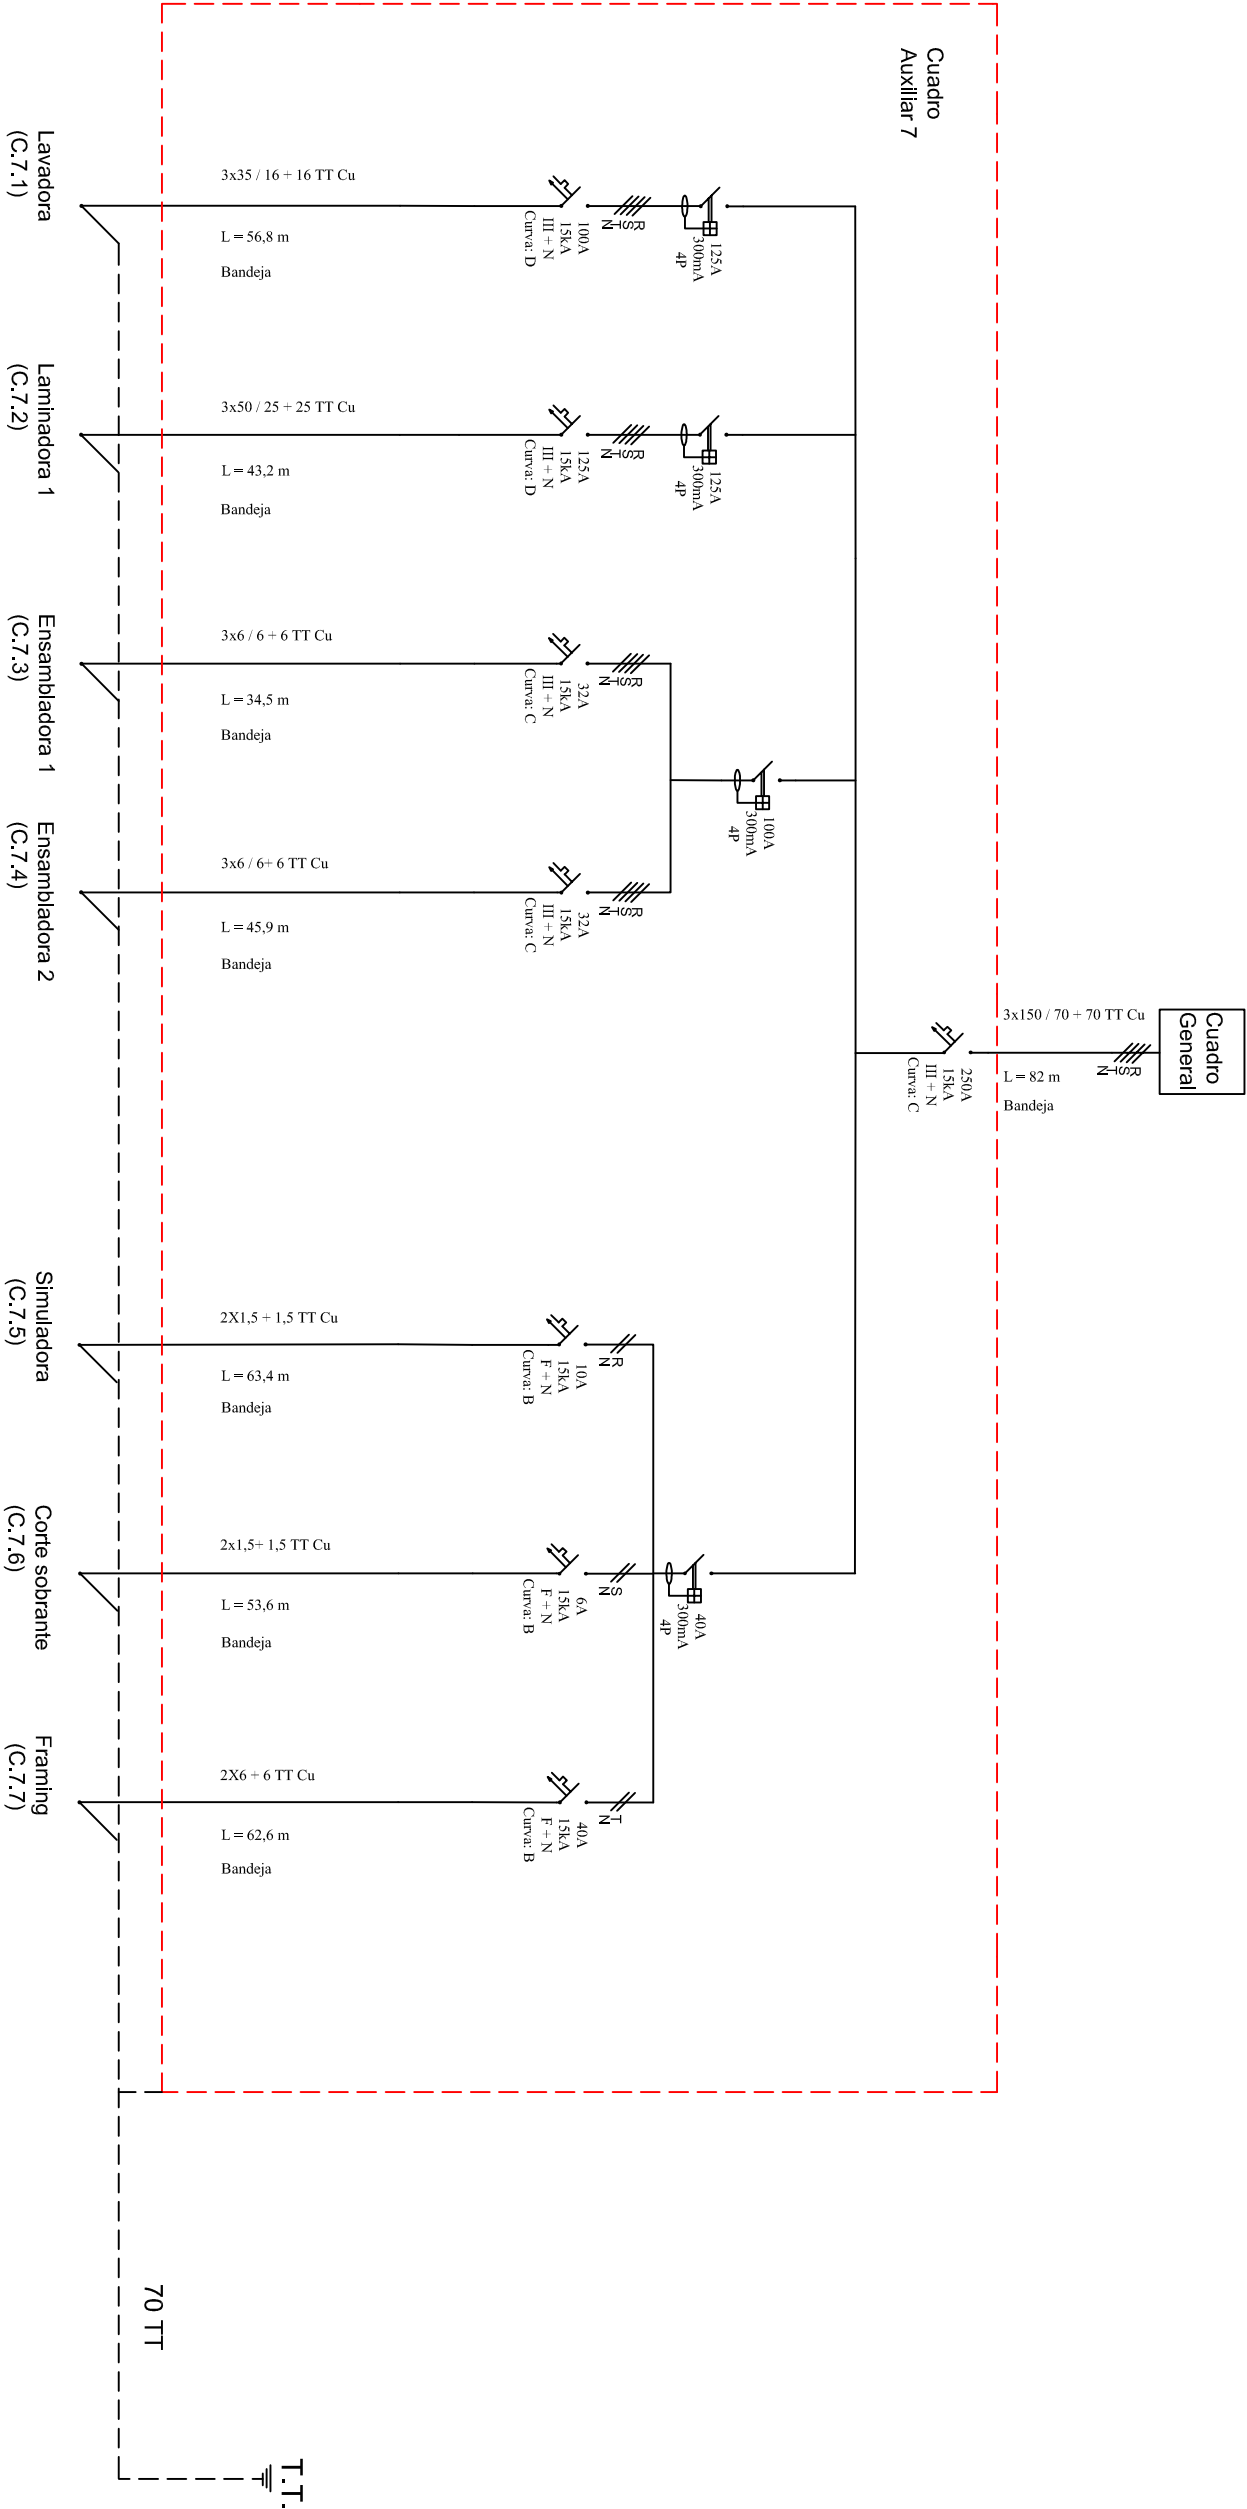 Cuadro
General
3x150 / 70 + 70 TT Cu
L = 82 m
Bandeja
R
S
T
N
250A
15kA
III + N
Curva: C
Cuadro
Auxiliar 7
125A
300mA
4P
R
S
T
N
100A
15kA
III + N
Curva: D
3x35 / 16 + 16 TT Cu
L = 56,8 m
Bandeja
Lavadora
(C.7.1)
125A
300mA
4P
R
S
T
N
125A
15kA
III + N
Curva: D
3x50 / 25 + 25 TT Cu
L = 43,2 m
Bandeja
Laminadora 1
(C.7.2)
100A
300mA
4P
R
S
T
N
32A
15kA
III + N
Curva: C
3x6 / 6 + 6 TT Cu
L = 34,5 m
Bandeja
Ensambladora 1
(C.7.3)
R
S
T
N
32A
15kA
III + N
Curva: C
3x6 / 6+ 6 TT Cu
L = 45,9 m
Bandeja
Ensambladora 2
(C.7.4)
40A
300mA
4P
R
N
10A
15kA
F + N
Curva: B
2X1,5 + 1,5 TT Cu
L = 63,4 m
Bandeja
Simuladora
(C.7.5)
S
N
6A
15kA
F + N
Curva: B
2x1,5+ 1,5 TT Cu
L = 53,6 m
Bandeja
Corte sobrante
(C.7.6)
T
N
40A
15kA
F + N
Curva: B
2X6 + 6 TT Cu
L = 62,6 m
Bandeja
Framing
(C.7.7)
70 TT
T.T.